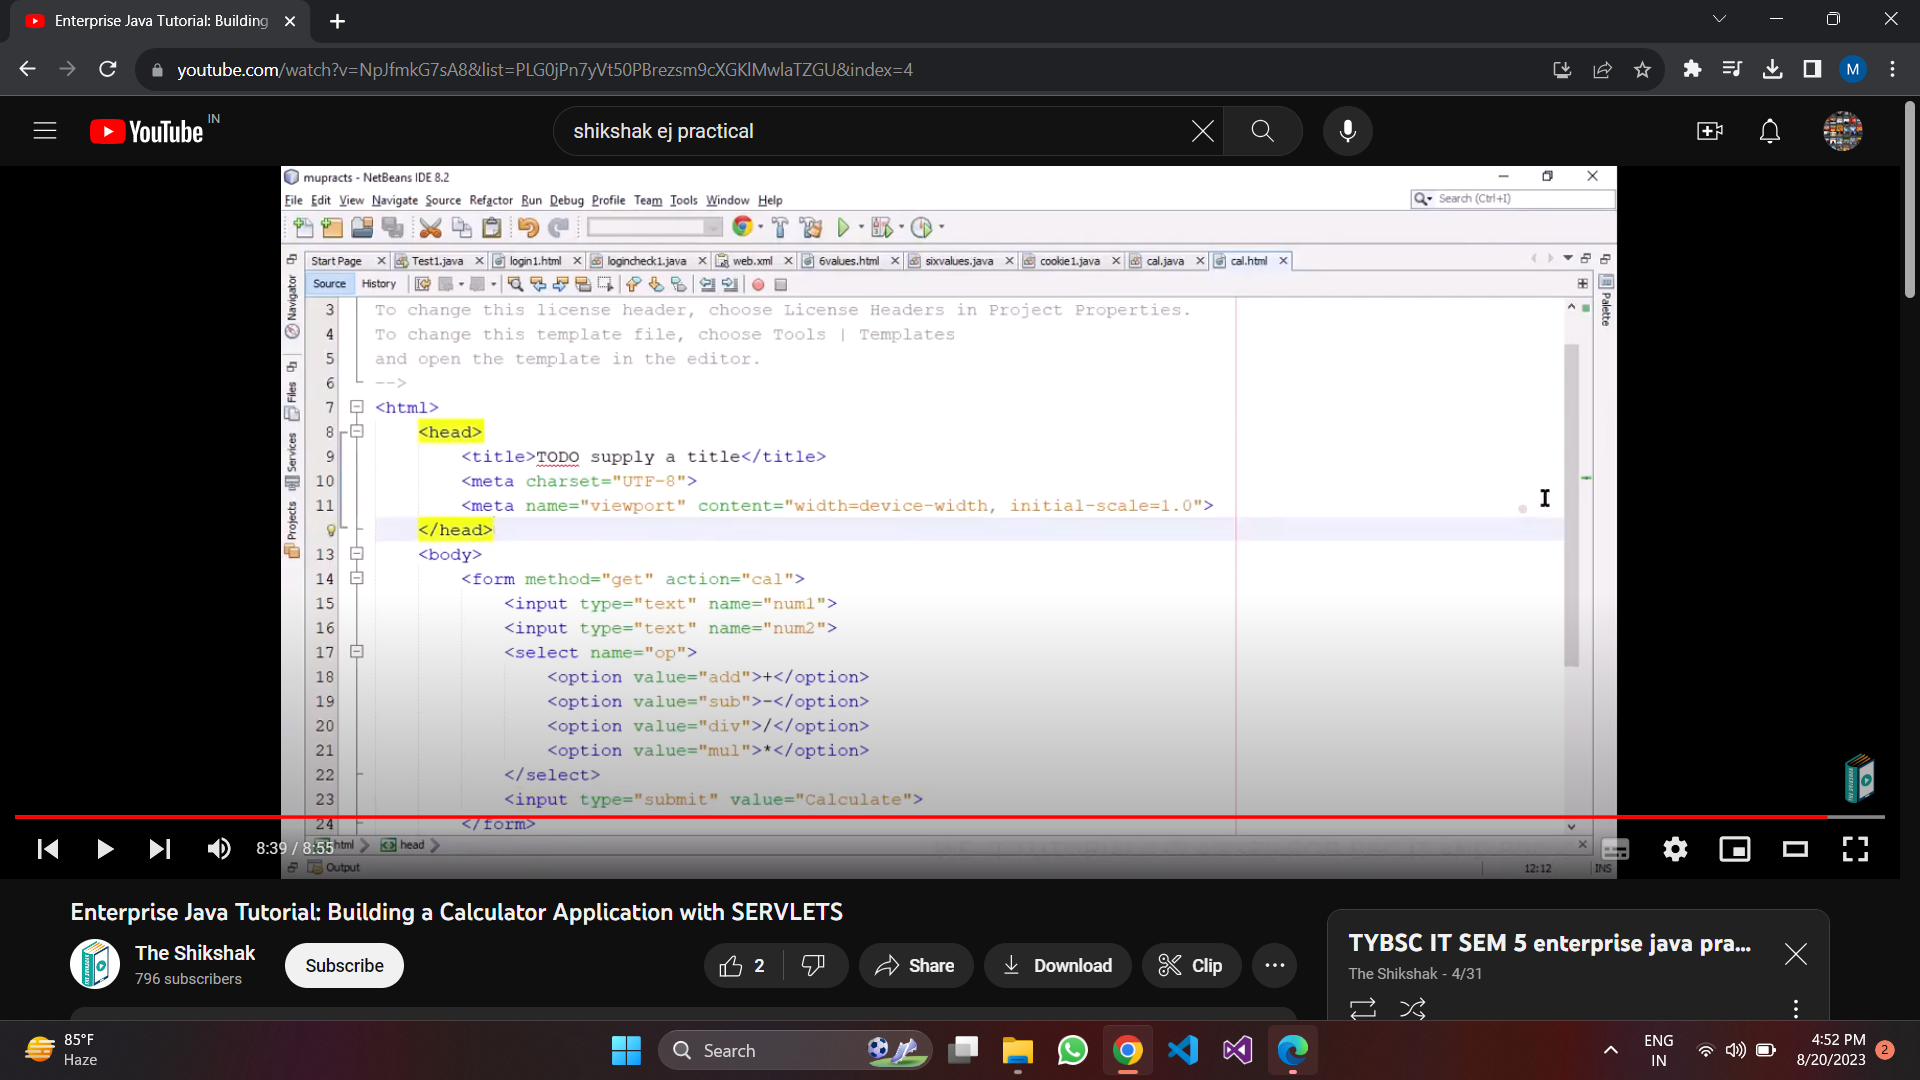 Enterprise Java Tutorial: Building
youtube.com/watch?v=NpJfmkG7sA8&list=PLG0jPn7yVt50PBrezsm9cXGKlMwlaTZGU&index=4
M
YouTube IN
shikshak ej practical
mupracts - NetBeans IDE 8.2
File Edit View Navigate Source Refactor Run Debug Profile Team Tools Window Help
Search (Ctrl+I)
Start Page Test1.java login1.html logincheck1.java web.xml 6values.html sixvalues.java cookie1.java cal.java cal.html
Source History
Navigator
Files
Services
Projects
Palette
3 To change this license header, choose License Headers in Project Properties.
4 To change this template file, choose Tools | Templates
5 and open the template in the editor.
6 -->
7 <html>
8 <head>
9 <title>TODO supply a title</title>
10 <meta charset="UTF-8">
11 <meta name="viewport" content="width=device-width, initial-scale=1.0">
</head>
13 <body>
14 <form method="get" action="cal">
15 <input type="text" name="num1">
16 <input type="text" name="num2">
17 <select name="op">
18 <option value="add">+</option>
19 <option value="sub">-</option>
20 <option value="div">/</option>
21 <option value="mul">*</option>
22 </select>
23 <input type="submit" value="Calculate">
24 </form>
8:39 / 8:55
html head
Output
12:12 INS
Enterprise Java Tutorial: Building a Calculator Application with SERVLETS
The Shikshak
796 subscribers
Subscribe
2
Share
Download
Clip
TYBSC IT SEM 5 enterprise java pra...
The Shikshak - 4/31
85°F
Haze
Search
ENG
IN
4:52 PM
8/20/2023
2